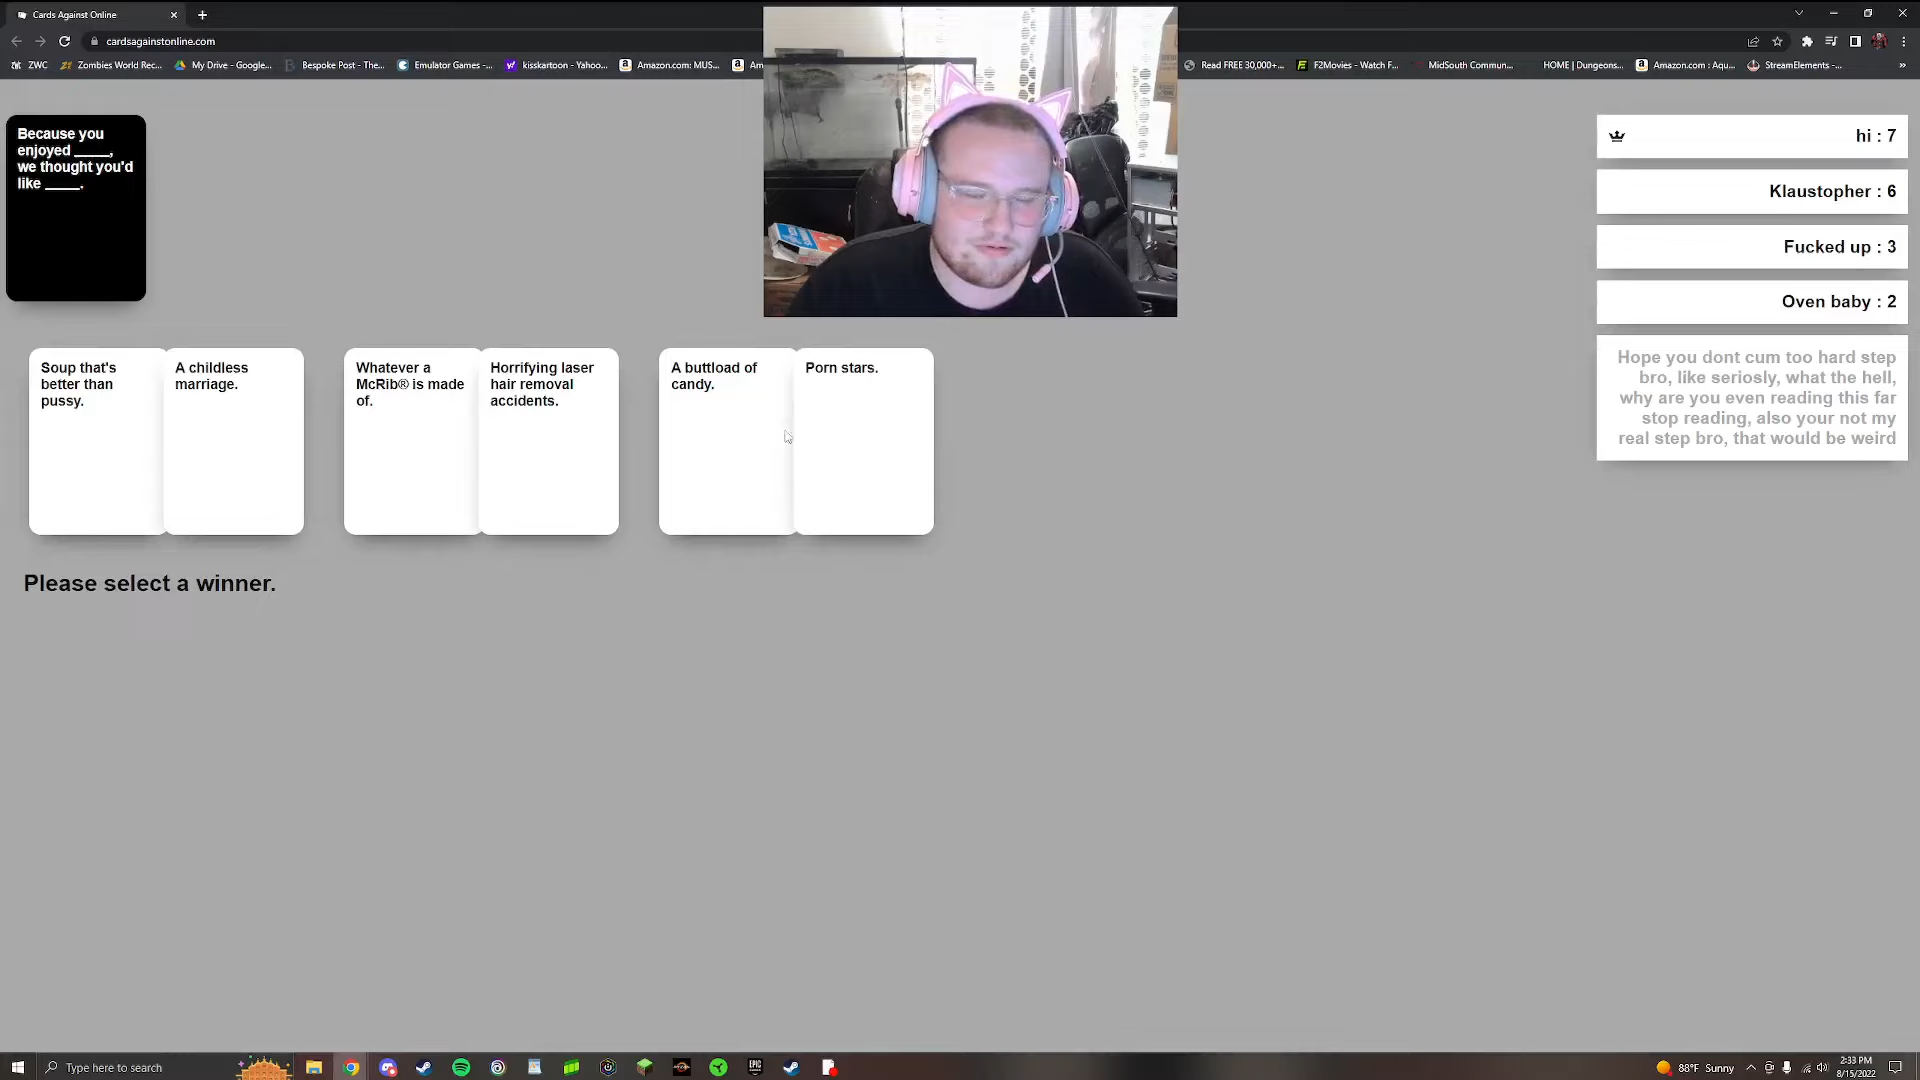 Cards Against Online
cardsagainstonline.com
ZWC
Zombies World Rec...
My Drive - Google...
Bespoke Post - The...
Emulator Games -...
kisskartoon - Yahoo...
Amazon.com: MUS...
Am
Read FREE 30,000+...
F2Movies - Watch F...
MidSouth Commun...
HOME | Dungeons...
Amazon.com : Aqu...
StreamElements -...
Because you
enjoyed _____,
we thought you'd
like _____.
hi : 7
Klaustopher : 6
Fucked up : 3
Oven baby : 2
Hope you dont cum too hard step
bro, like seriosly, what the hell,
why are you even reading this far
stop reading, also your not my
real step bro, that would be weird
Soup that's
better than
pussy.
A childless
marriage.
Whatever a
McRib® is made
of.
Horrifying laser
hair removal
accidents.
A buttload of
candy.
Porn stars.
Please select a winner.
Type here to search
EPIC
88°F Sunny
2:33 PM
8/15/2022